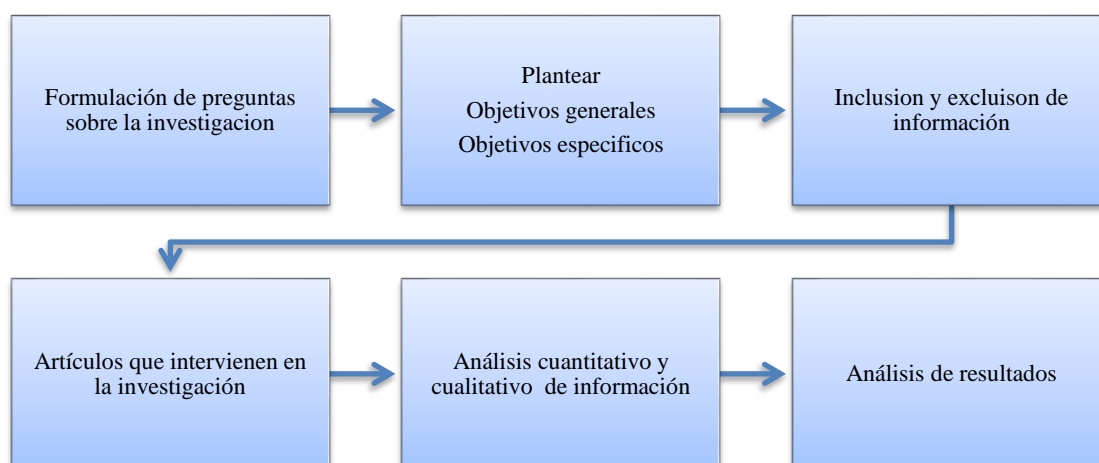 Formulación de preguntas
sobre la investigacion
Plantear
Objetivos generales
Objetivos especificos
Inclusion y excluison de
información
Artículos que intervienen en
la investigación
Análisis cuantitativo y
cualitativo de información
Análisis de resultados